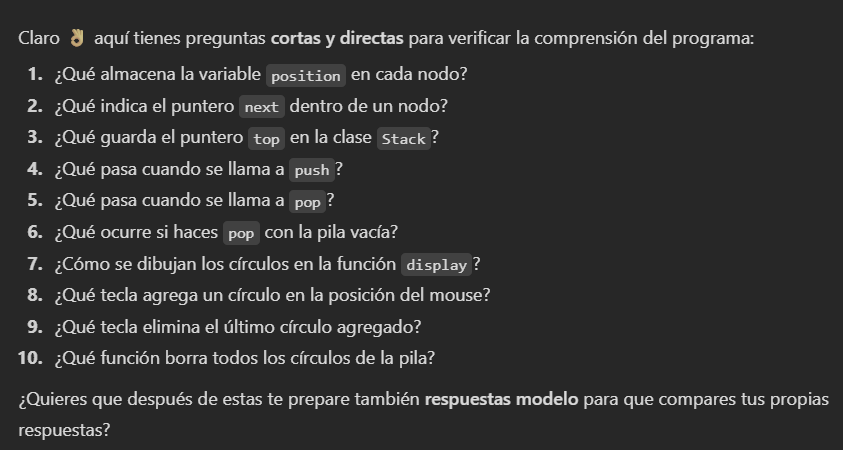 Claro 👌 aquí tienes preguntas cortas y directas para verificar la comprensión del programa:
1. ¿Qué almacena la variable position en cada nodo?
2. ¿Qué indica el puntero next dentro de un nodo?
3. ¿Qué guarda el puntero top en la clase Stack?
4. ¿Qué pasa cuando se llama a push?
5. ¿Qué pasa cuando se llama a pop?
6. ¿Qué ocurre si haces pop con la pila vacía?
7. ¿Cómo se dibujan los círculos en la función display?
8. ¿Qué tecla agrega un círculo en la posición del mouse?
9. ¿Qué tecla elimina el último círculo agregado?
10. ¿Qué función borra todos los círculos de la pila?
¿Quieres que después de estas te prepare también respuestas modelo para que compares tus propias
respuestas?